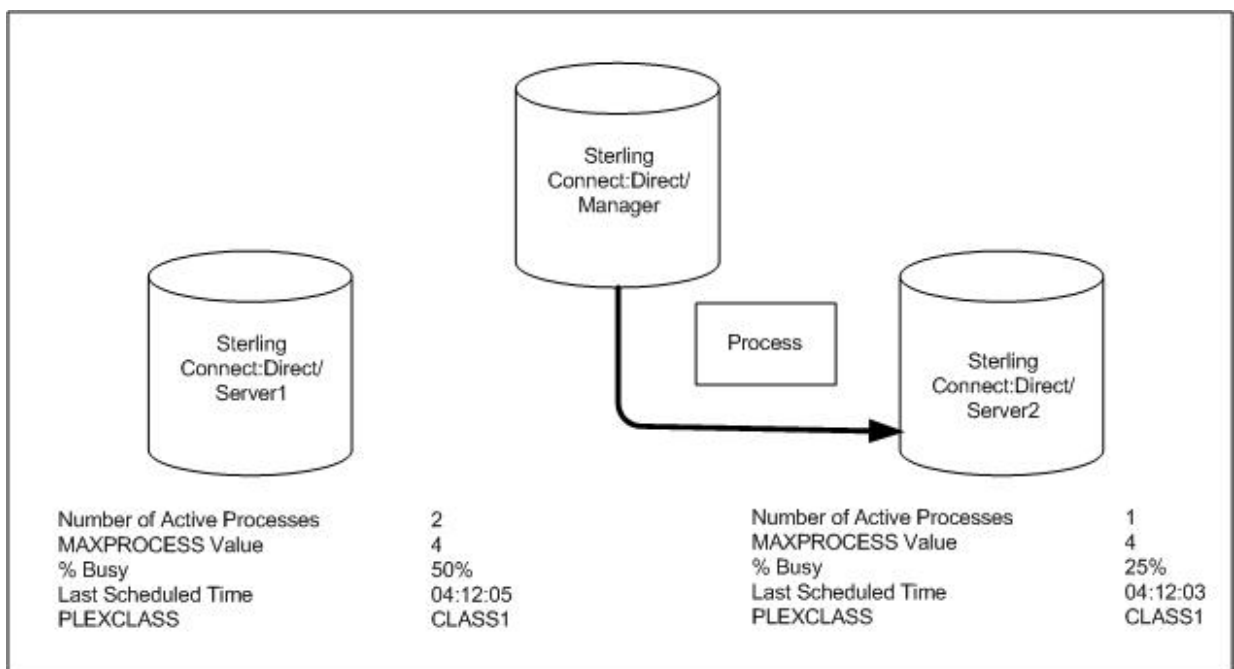 Sterling
Connect:Direct/
Manager
Sterling
Connect:Direct/
Server1
Process
Sterling
Connect:Direct/
Server2
Number of Active Processes 2
MAXPROCESS Value 4
% Busy 50%
Last Scheduled Time 04:12:05
PLEXCLASS CLASS1
Number of Active Processes 1
MAXPROCESS Value 4
% Busy 25%
Last Scheduled Time 04:12:03
PLEXCLASS CLASS1